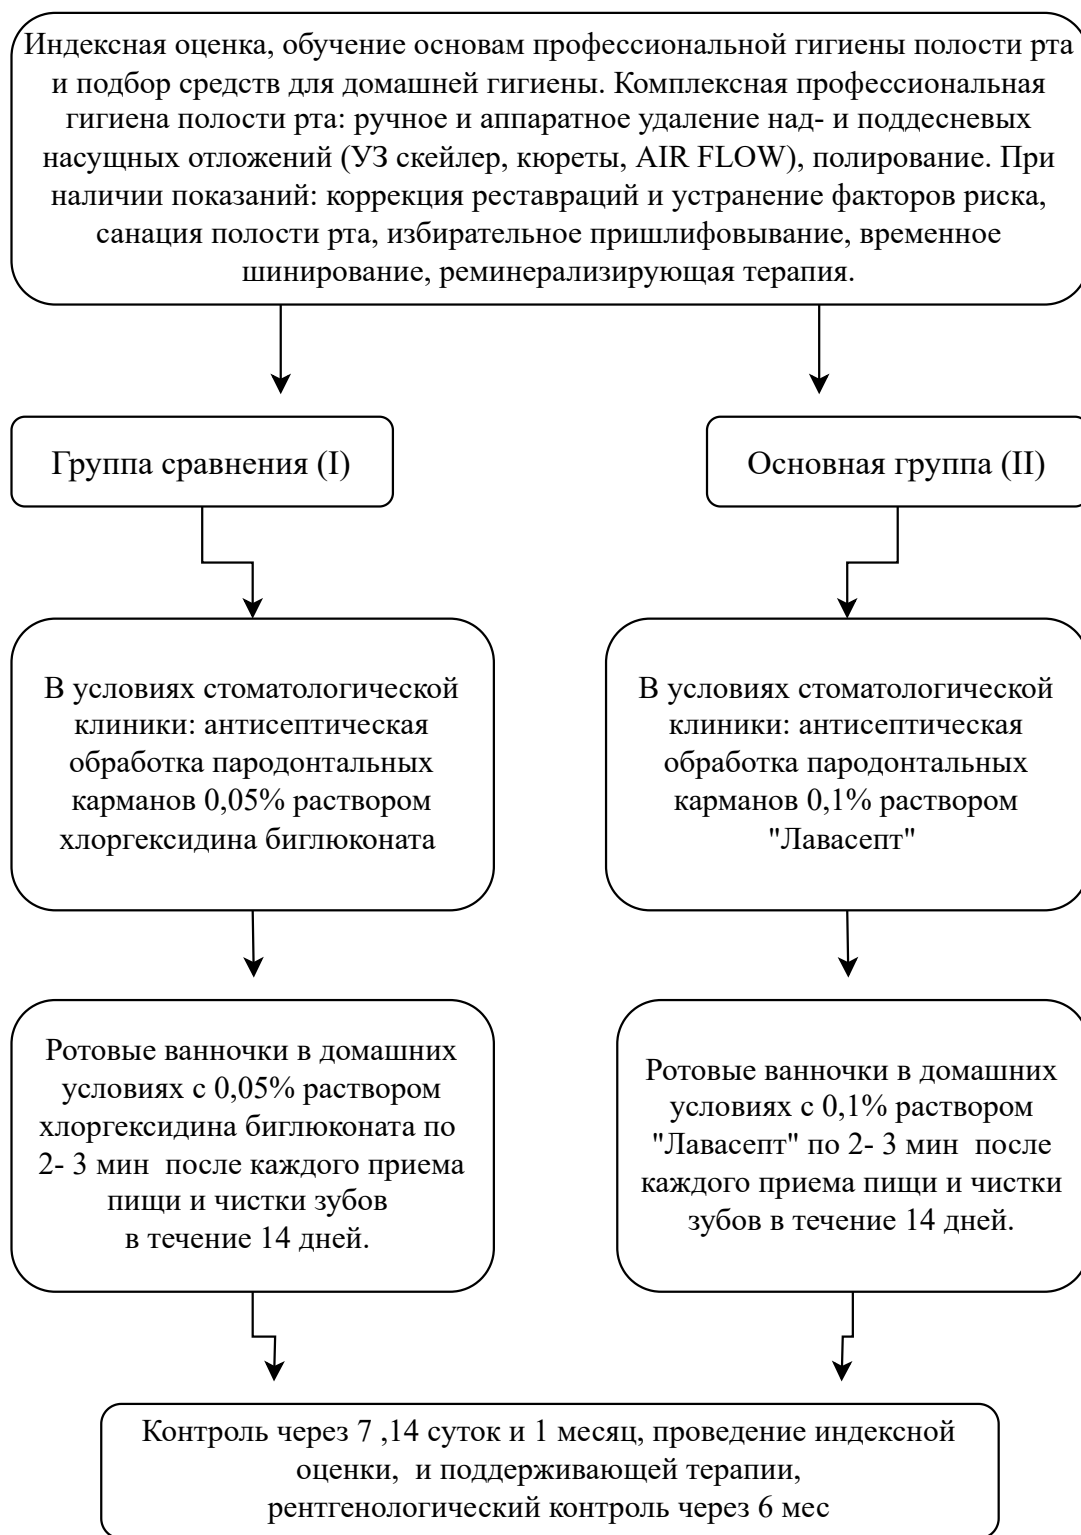 Индексная оценка, обучение основам профессиональной гигиены полости рта
и подбор средств для домашней гигиены. Комплексная профессиональная
гигиена полости рта: ручное и аппаратное удаление над- и поддесневых
насущных отложений (УЗ скейлер, кюреты, AIR FLOW), полирование. При
наличии показаний: коррекция реставраций и устранение факторов риска,
санация полости рта, избирательное пришлифовывание, временное
шинирование, реминерализирующая терапия.
Группа сравнения (I)
Основная группа (II)
В условиях стоматологической
клиники: антисептическая
обработка пародонтальных
карманов 0,05% раствором
хлоргексидина биглюконата
В условиях стоматологической
клиники: антисептическая
обработка пародонтальных
карманов 0,1% раствором
"Лавасепт"
Ротовые ванночки в домашних
условиях с 0,05% раствором
хлоргексидина биглюконата по
2- 3 мин  после каждого приема
пищи и чистки зубов
в течение 14 дней.
Ротовые ванночки в домашних
условиях с 0,1% раствором
"Лавасепт" по 2- 3 мин  после
каждого приема пищи и чистки
зубов в течение 14 дней.
Контроль через 7 ,14 суток и 1 месяц, проведение индексной
оценки,  и поддерживающей терапии,
рентгенологический контроль через 6 мес